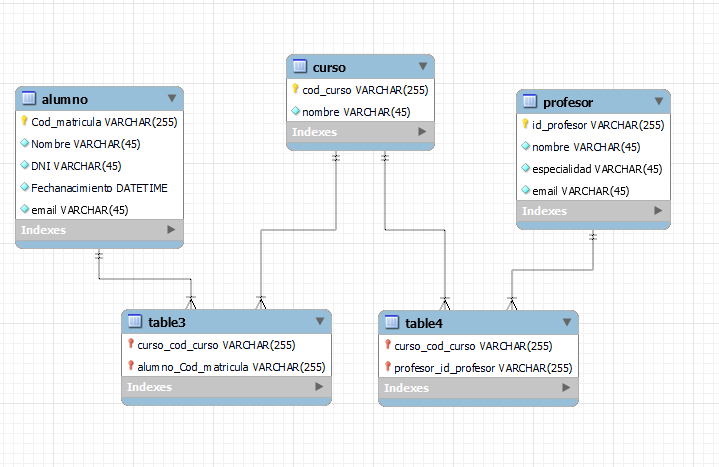 alumno
Cod_matricula VARCHAR(255)
Nombre VARCHAR(45)
DNI VARCHAR(45)
Fechanacimiento DATETIME
email VARCHAR(45)
Indexes
curso
cod_curso VARCHAR(255)
nombre VARCHAR(45)
Indexes
profesor
id_profesor VARCHAR(255)
nombre VARCHAR(45)
especialidad VARCHAR(45)
email VARCHAR(45)
Indexes
table3
curso_cod_curso VARCHAR(255)
alumno_Cod_matricula VARCHAR(255)
Indexes
table4
curso_cod_curso VARCHAR(255)
profesor_id_profesor VARCHAR(255)
Indexes